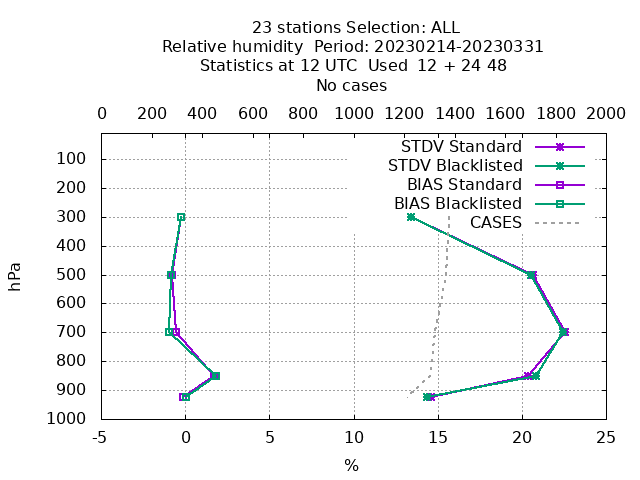 23 stations Selection: ALL
Relative humidity  Period: 20230214-20230331
Statistics at 12 UTC  Used  12 + 24 48
No cases
0 200 300 400 600 800 1000 1200 1400 1600 1800 2000
STDV Standard
STDV Blacklisted
BIAS Standard
BIAS Blacklisted
CASES
100
200
300
400
500
600
700
800
900
1000
hPa
-5 0 5 10 15 20 25
%